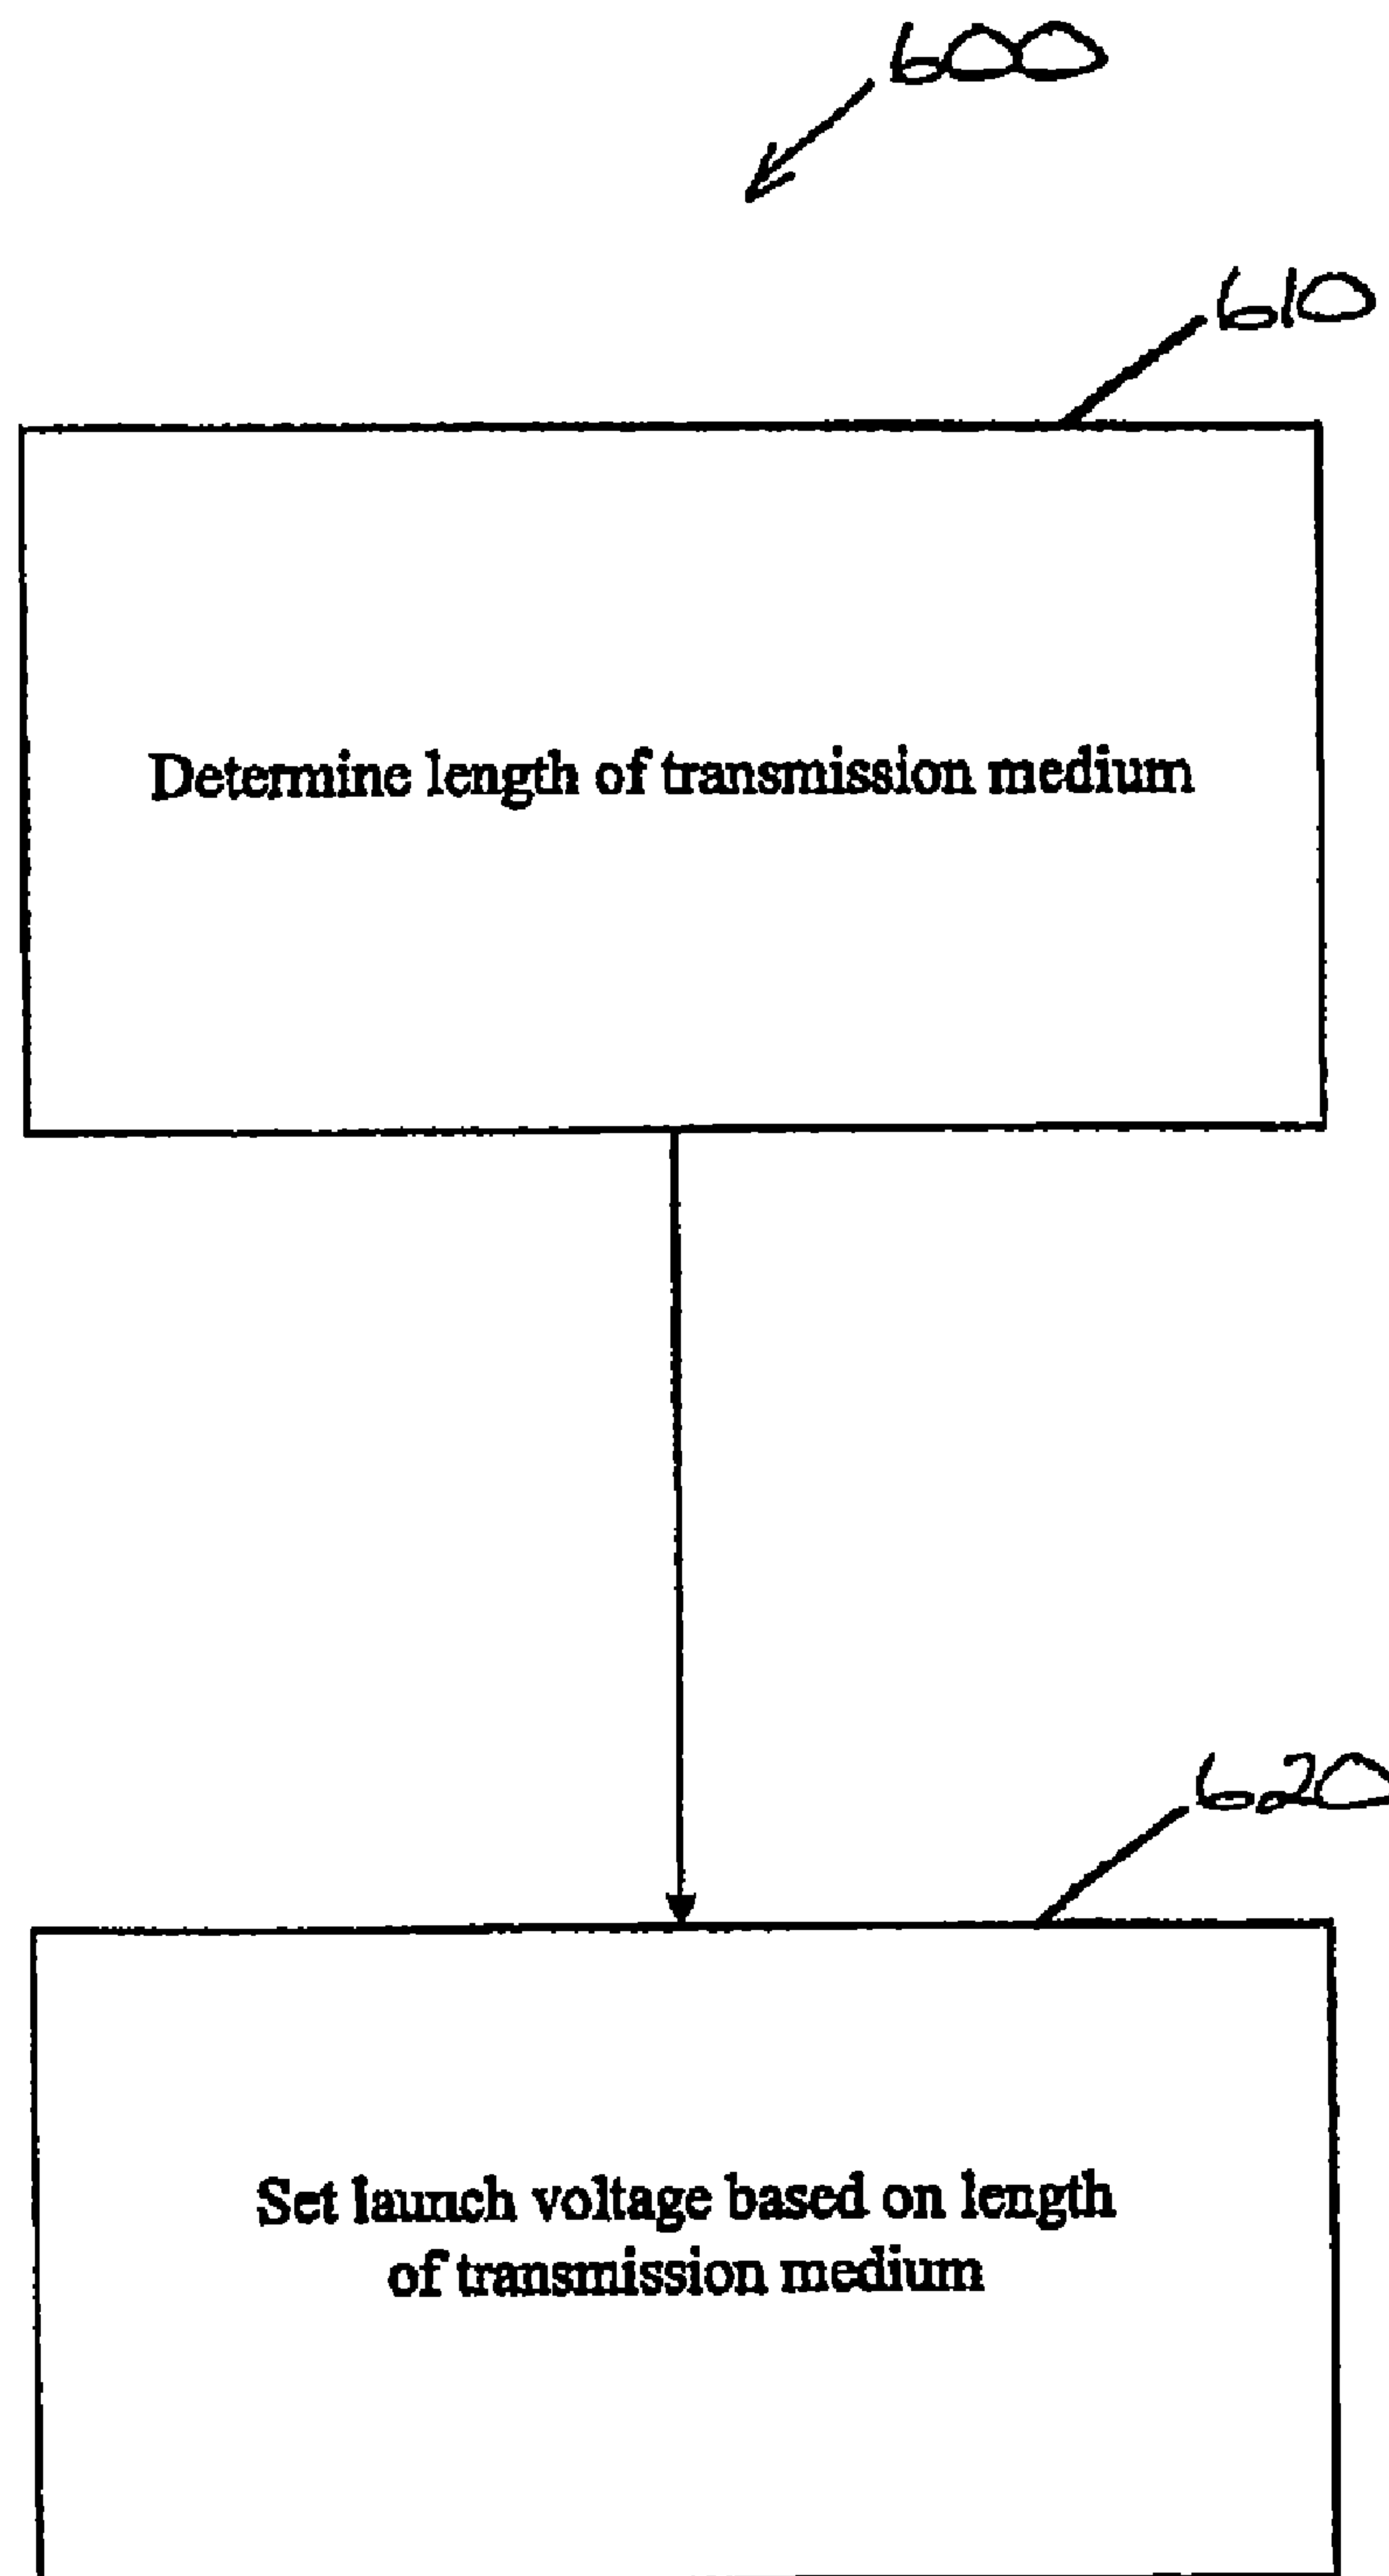 600
610
Determine length of transmission medium
620
Set launch voltage based on length
of transmission medium